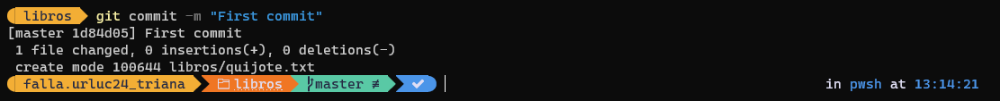 libros git commit -m "First commit"
[master 1d84d05] First commit
1 file changed, 0 insertions(+), 0 deletions(-)
create mode 100644 libros/quijote.txt
falla.urluc24_triana libros master ≢ ✓ in pwsh at 13:14:21